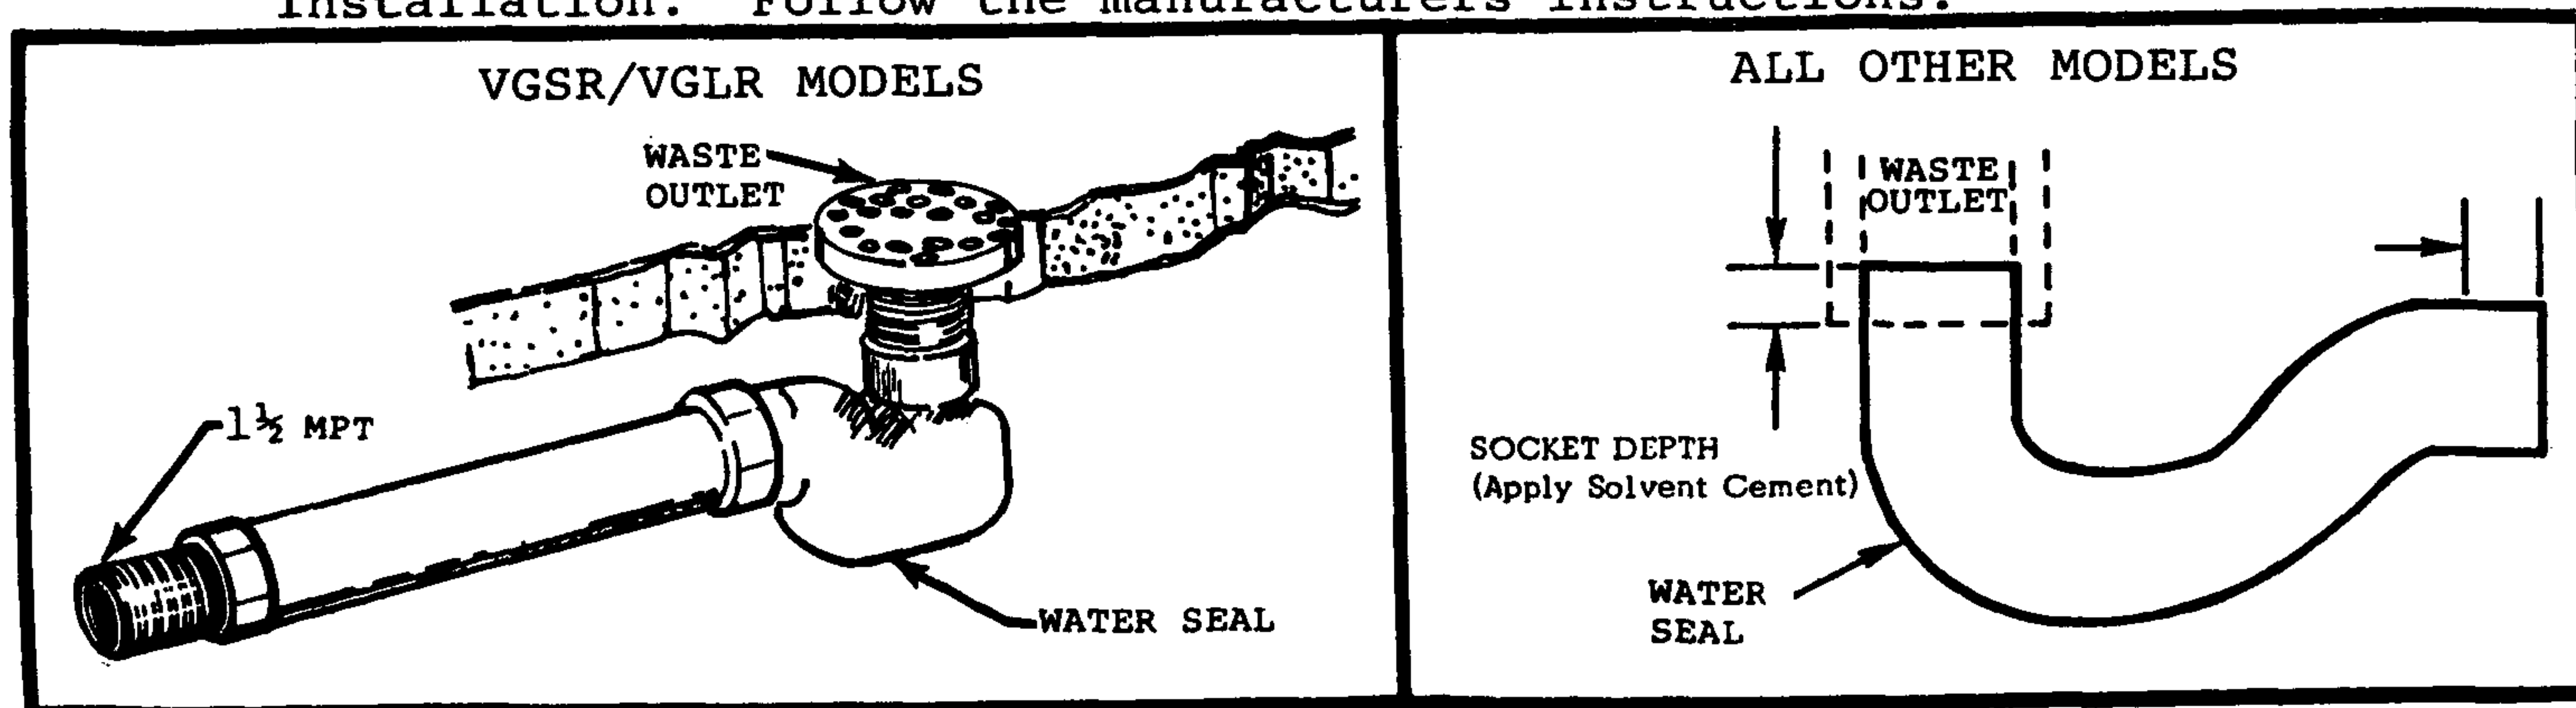 Installation. Follow the manufacturers instructions.
VGSR/VGLR MODELS
WASTE
OUTLET
1½ MPT
WATER SEAL
ALL OTHER MODELS
WASTE
OUTLET
SOCKET DEPTH
(Apply Solvent Cement)
WATER
SEAL